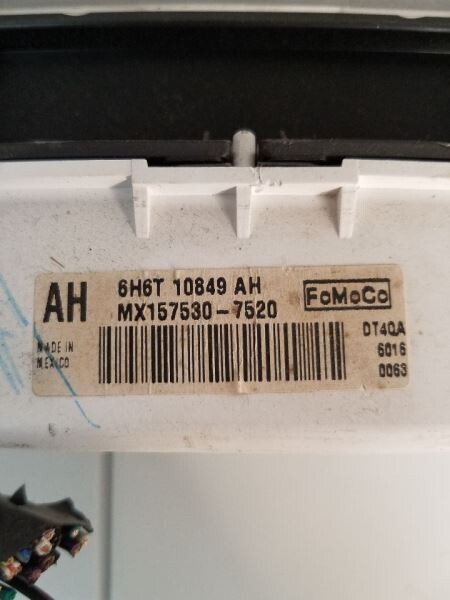 AH
6H6T 10849 AH
MX157530-7520
FoMoCo
MADE IN
MEXICO
DT4QA
6016
0063